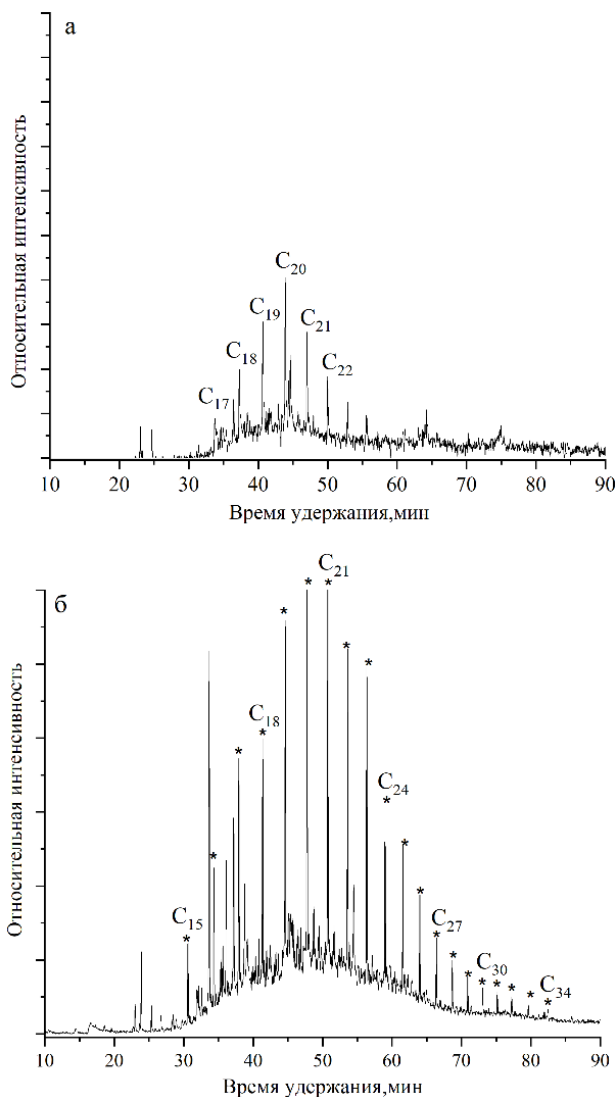 а
Относительная интенсивность
C17
C18
C19
C20
C21
C22
10 20 30 40 50 60 70 80 90
Время удержания,мин
б
Относительная интенсивность
C15
* * * * * * * * * * * * * * * * * * * *
C18
C21
C24
C27
C30
C34
10 20 30 40 50 60 70 80 90
Время удержания,мин